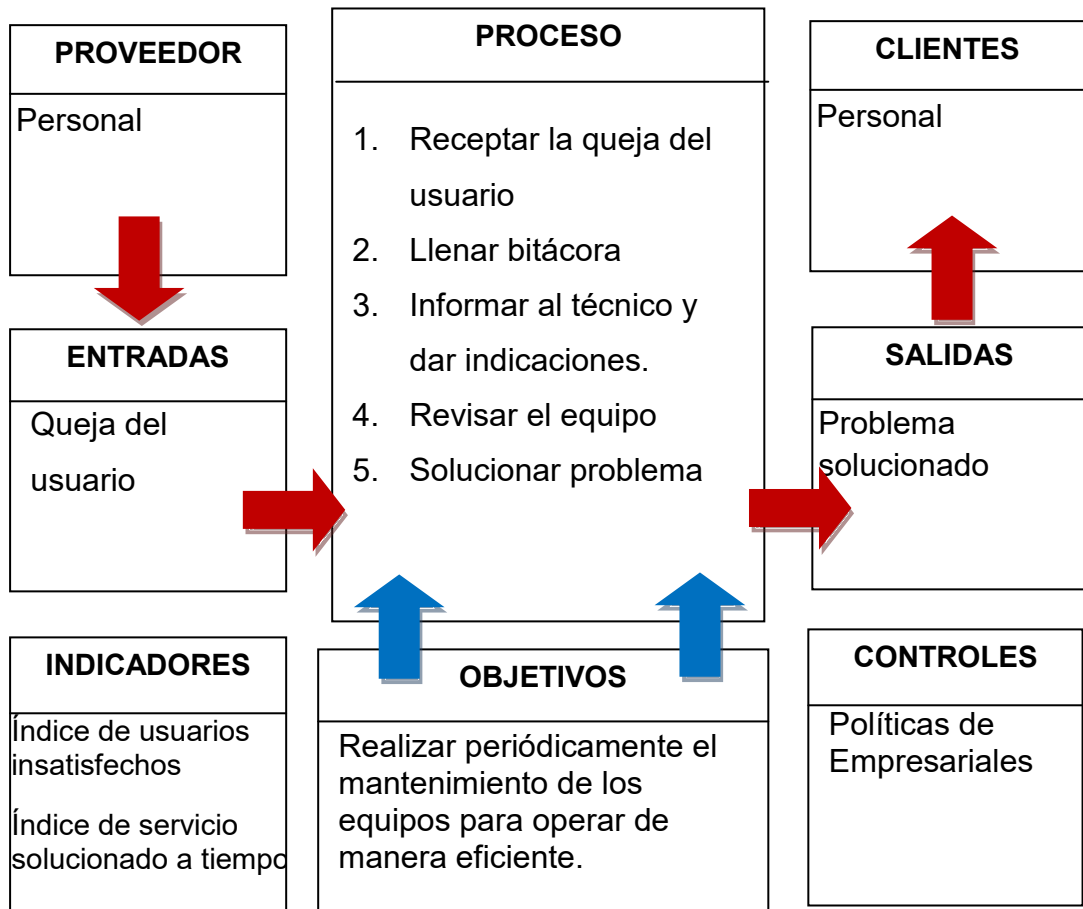 PROVEEDOR
Personal
ENTRADAS
Queja del
usuario
INDICADORES
Índice de usuarios
insatisfechos
Índice de servicio
solucionado a tiempo
PROCESO
1. Receptar la queja del
usuario
2. Llenar bitácora
3. Informar al técnico y
dar indicaciones.
4. Revisar el equipo
5. Solucionar problema
OBJETIVOS
Realizar periódicamente el
mantenimiento de los
equipos para operar de
manera eficiente.
CLIENTES
Personal
SALIDAS
Problema
solucionado
CONTROLES
Políticas de
Empresariales